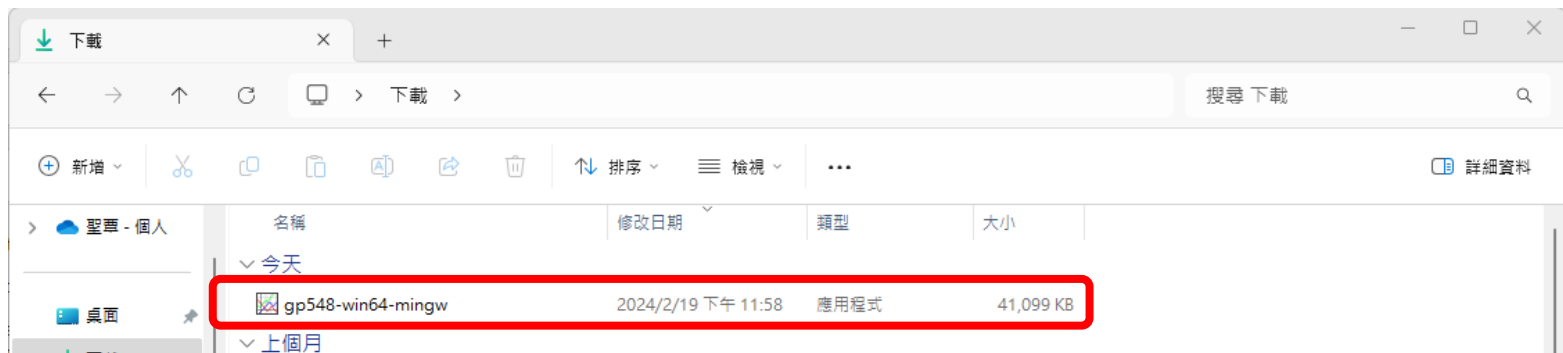 下載
下載
搜尋 下載
新增 排序 檢視 詳細資料
名稱 修改日期 類型 大小
聖華 - 個人
今天
gp548-win64-mingw 2024/2/19 下午 11:58 應用程式 41,099 KB
桌面
上個月